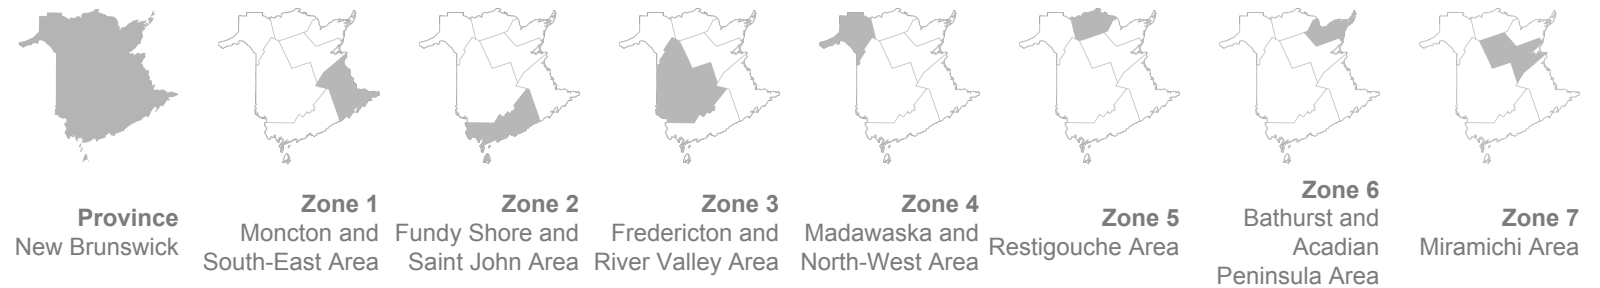 Province
New Brunswick
Zone 1
Moncton and
South-East Area
Zone 2
Fundy Shore and
Saint John Area
Zone 3
Fredericton and
River Valley Area
Zone 4
Madawaska and
North-West Area
Zone 5
Restigouche Area
Zone 6
Bathurst and
Acadian
Peninsula Area
Zone 7
Miramichi Area